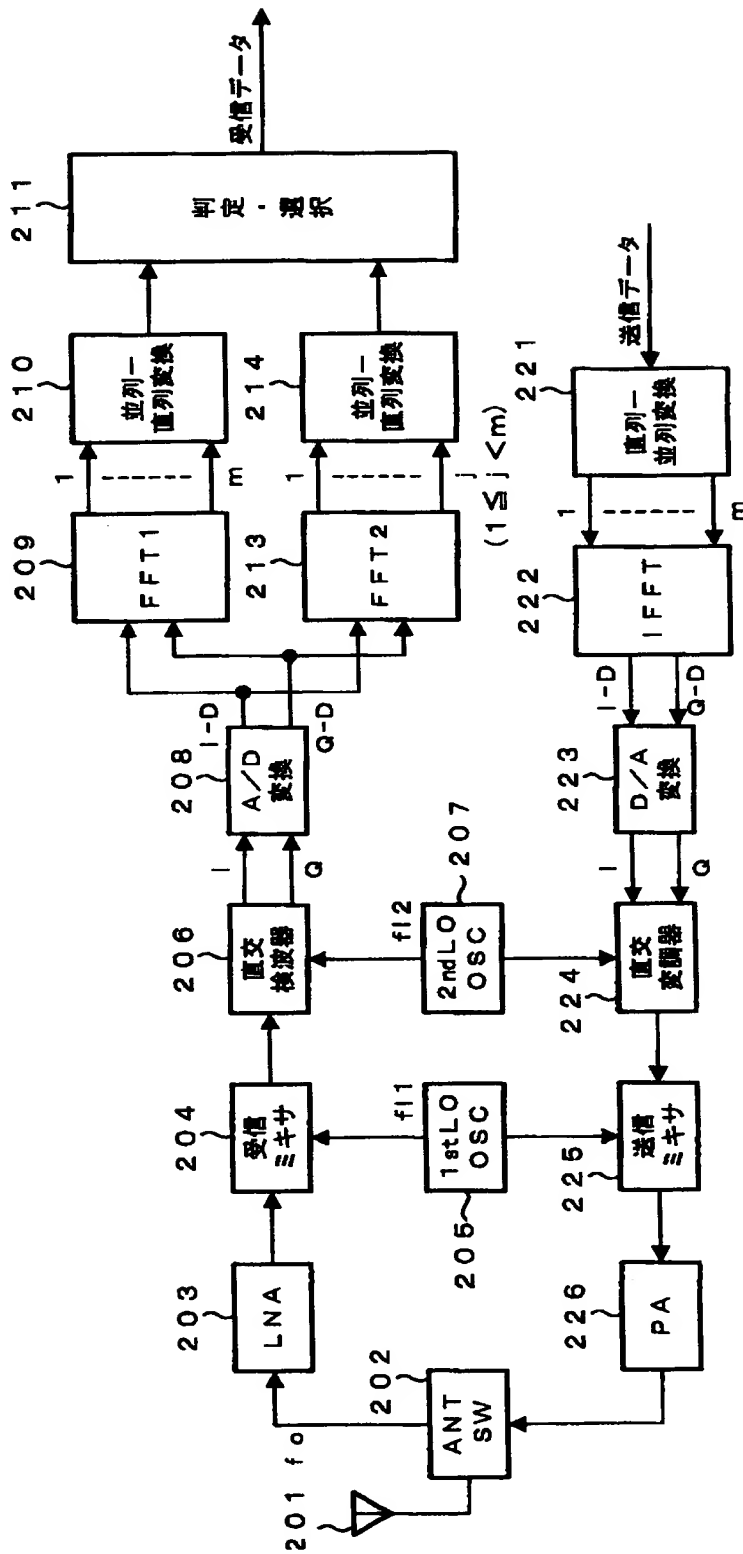 201
fo
202
ANT
SW
203
LNA
204
受信
ミキサ
fl1
1stLO
OSC
205
206
直交
検波器
fl2
2ndLO
OSC
207
I
Q
208
A/D
変換
I-D
Q-D
209
FFT1
1
m
210
並列ー
直列変換
211
判定・選択
受信データ
213
FFT2
1
j
(1≦j<m)
214
並列ー
直列変換
送信データ
221
直列ー
並列変換
1
m
222
IFFT
I-D
Q-D
223
D/A
変換
I
Q
224
直交
変調器
225
送信
ミキサ
226
PA